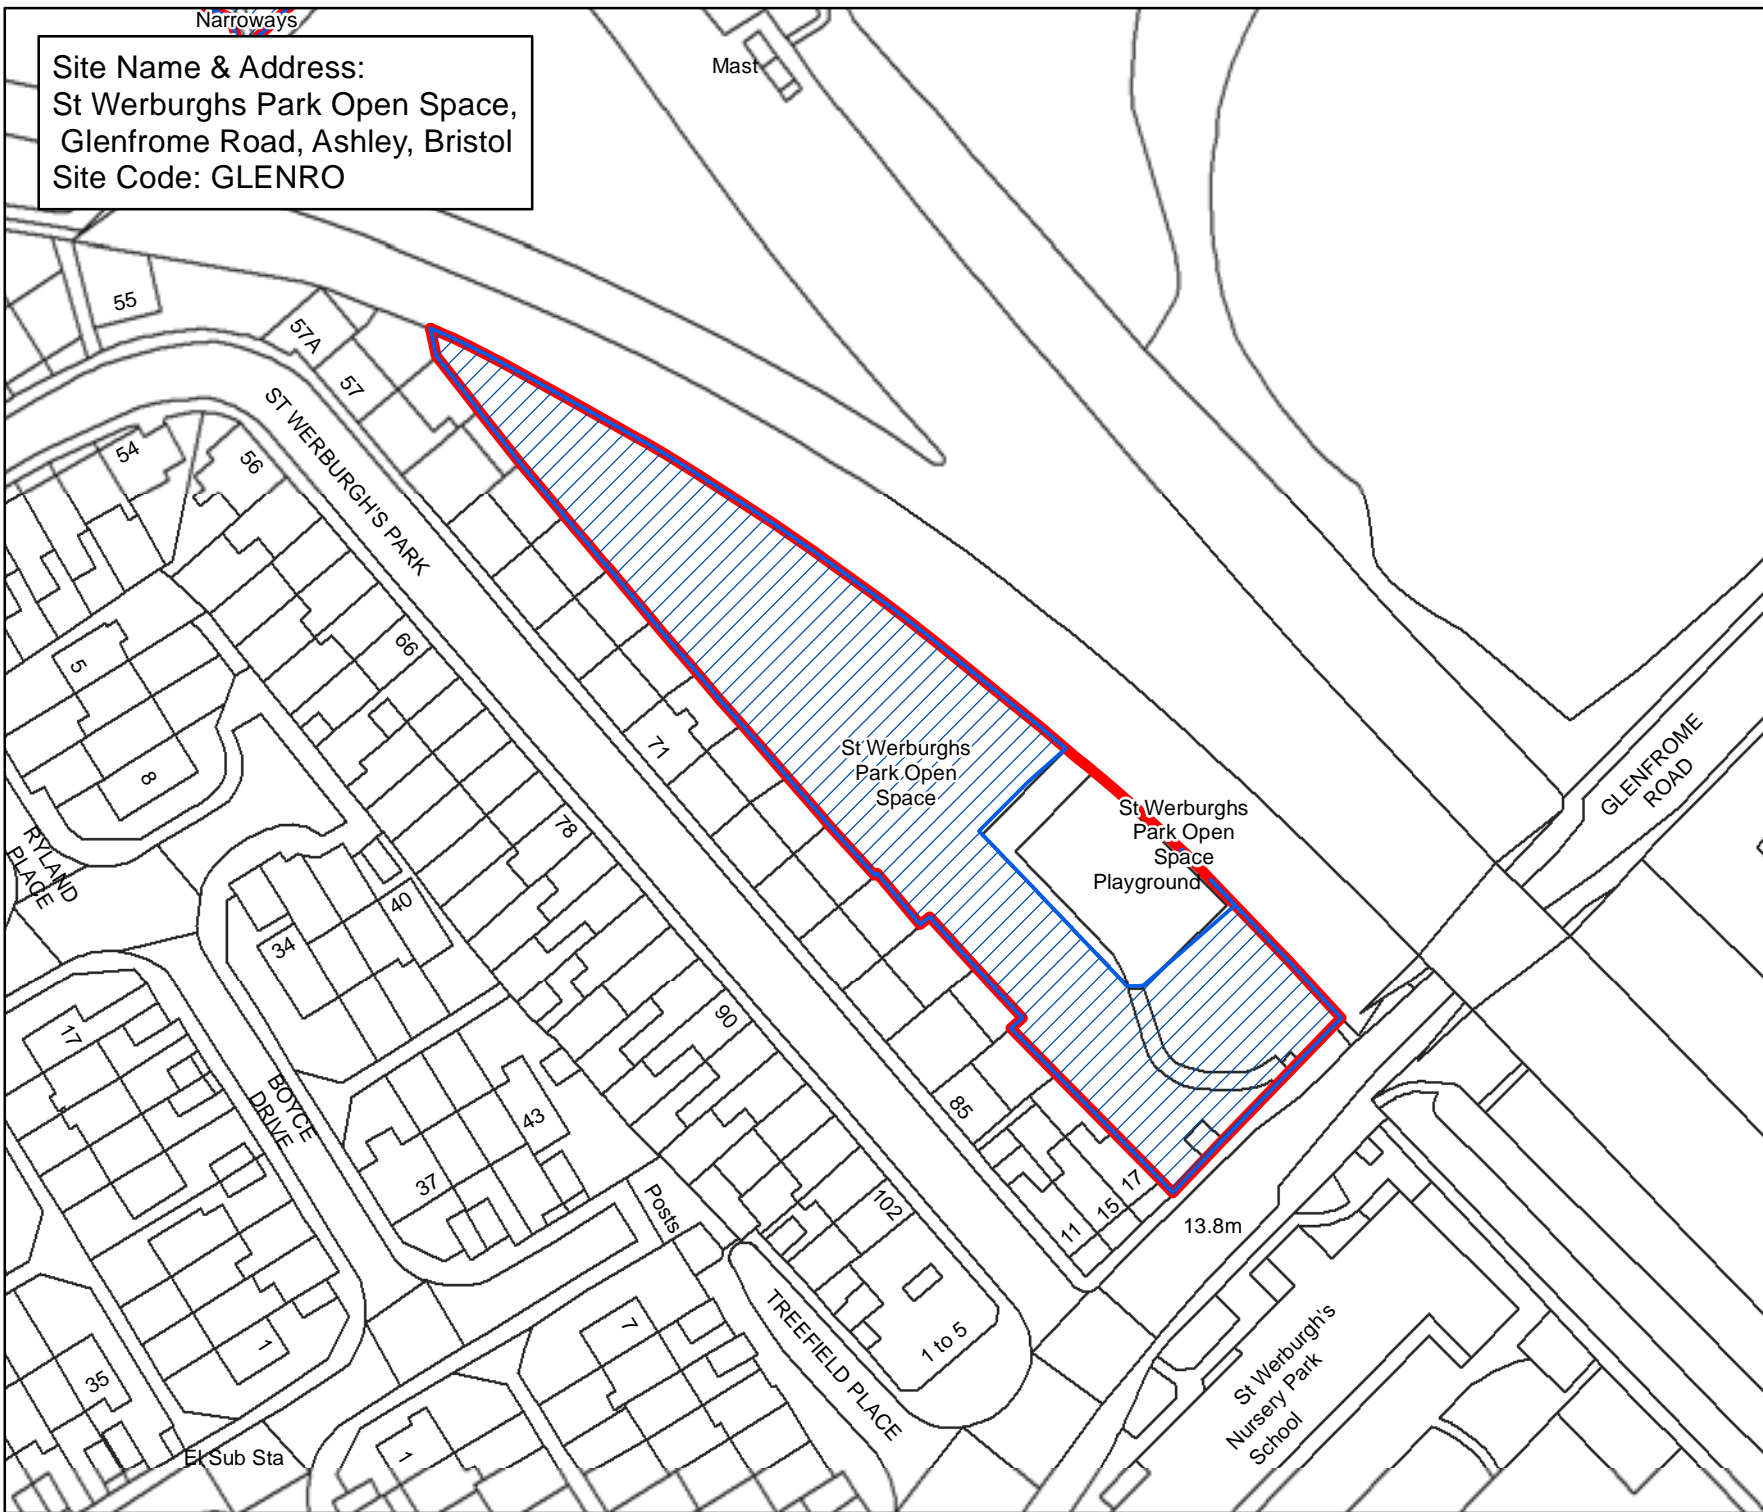 Narroways
Site Name & Address:
St Werburghs Park Open Space,
Glenfrome Road, Ashley, Bristol
Site Code: GLENRO
Mast
55
57A
57
ST WERBURGH'S PARK
54
56
66
5
8
71
St Werburghs
Park Open
Space
St Werburghs
Park Open
Space
Playground
GLENFROME
ROAD
RYLAND
PLACE
78
40
34
90
17
BOYCE
DRIVE
43
37
85
Posts
102
11
15
17
13.8m
1
7
TREEFIELD PLACE
1 to 5
35
1
El Sub Sta
St Werburgh's
Nursery Park
School